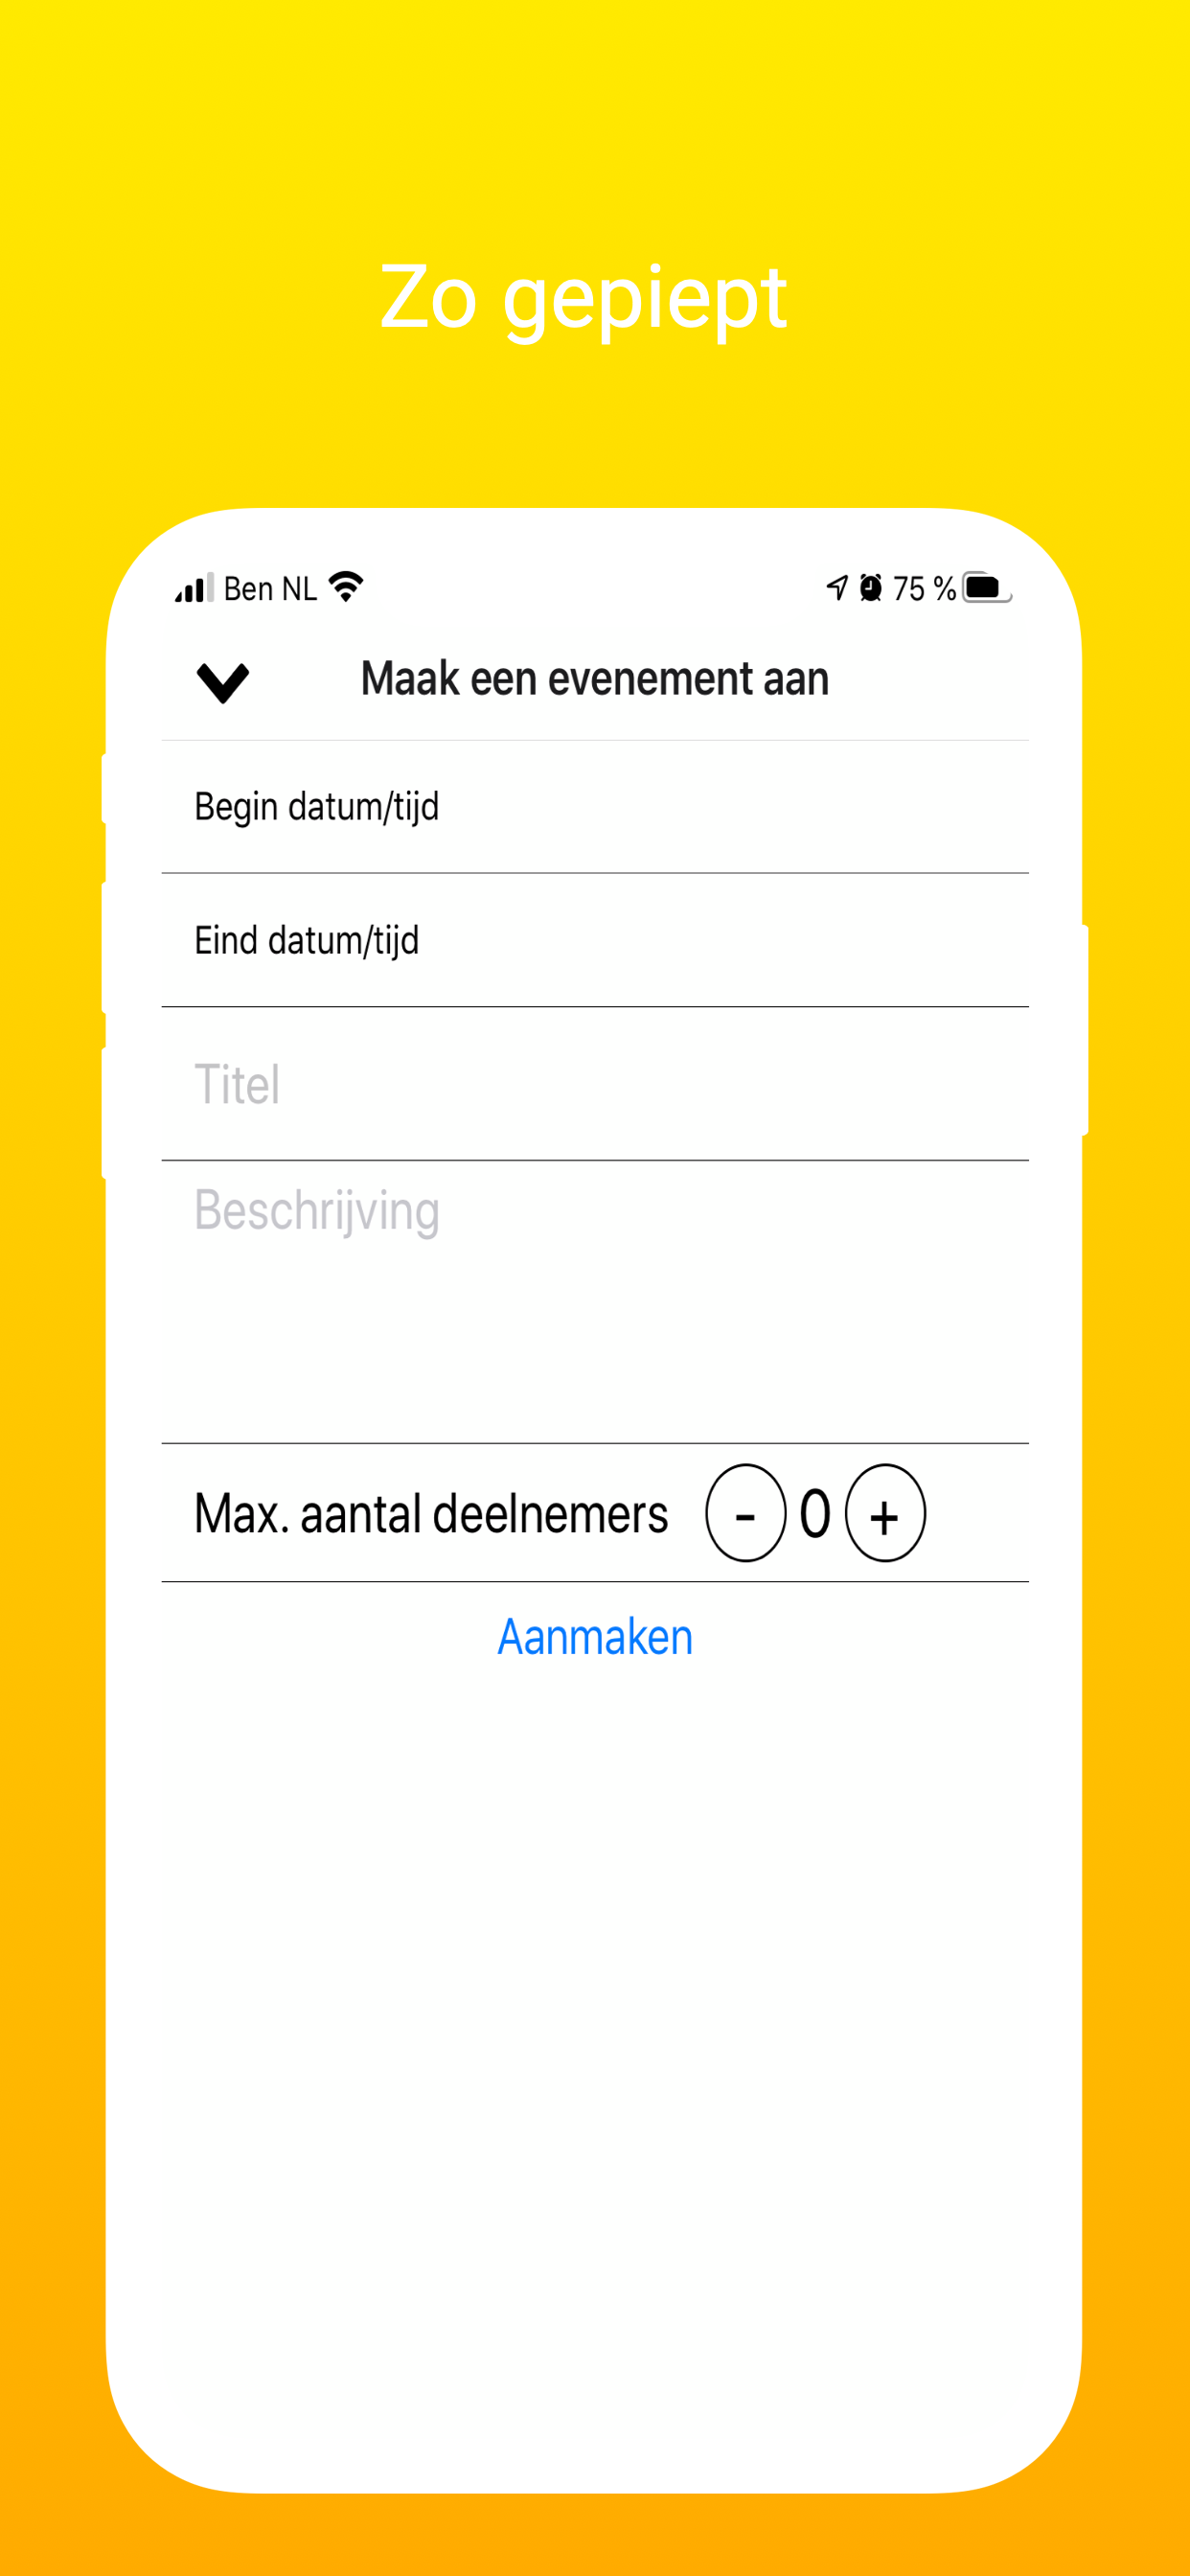 Zo gepiept
Ben NL 75 %
Maak een evenement aan
Begin datum/tijd
Eind datum/tijd
Titel
Beschrijving
Max. aantal deelnemers - 0 +
Aanmaken